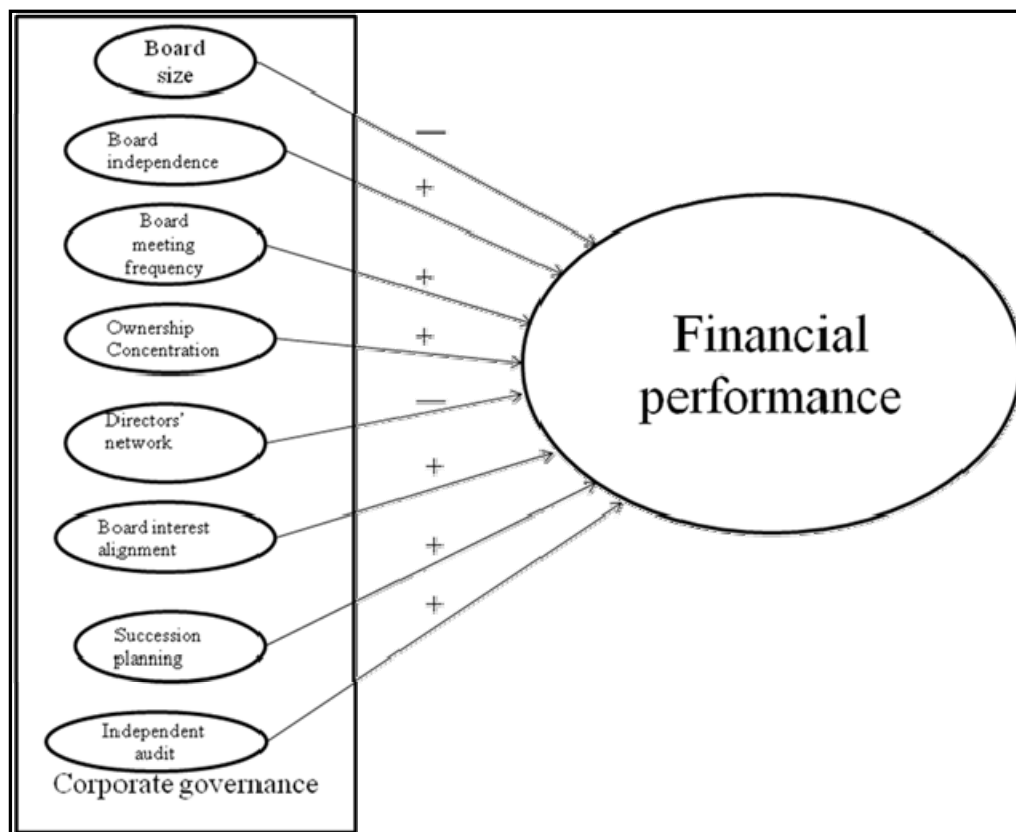 Board
size
Board
independence
Board
meeting
frequency
Ownership
Concentration
Directors'
network
Board interest
alignment
Succession
planning
Independent
audit
Corporate governance
—
+
+
+
—
+
+
+
Financial
performance